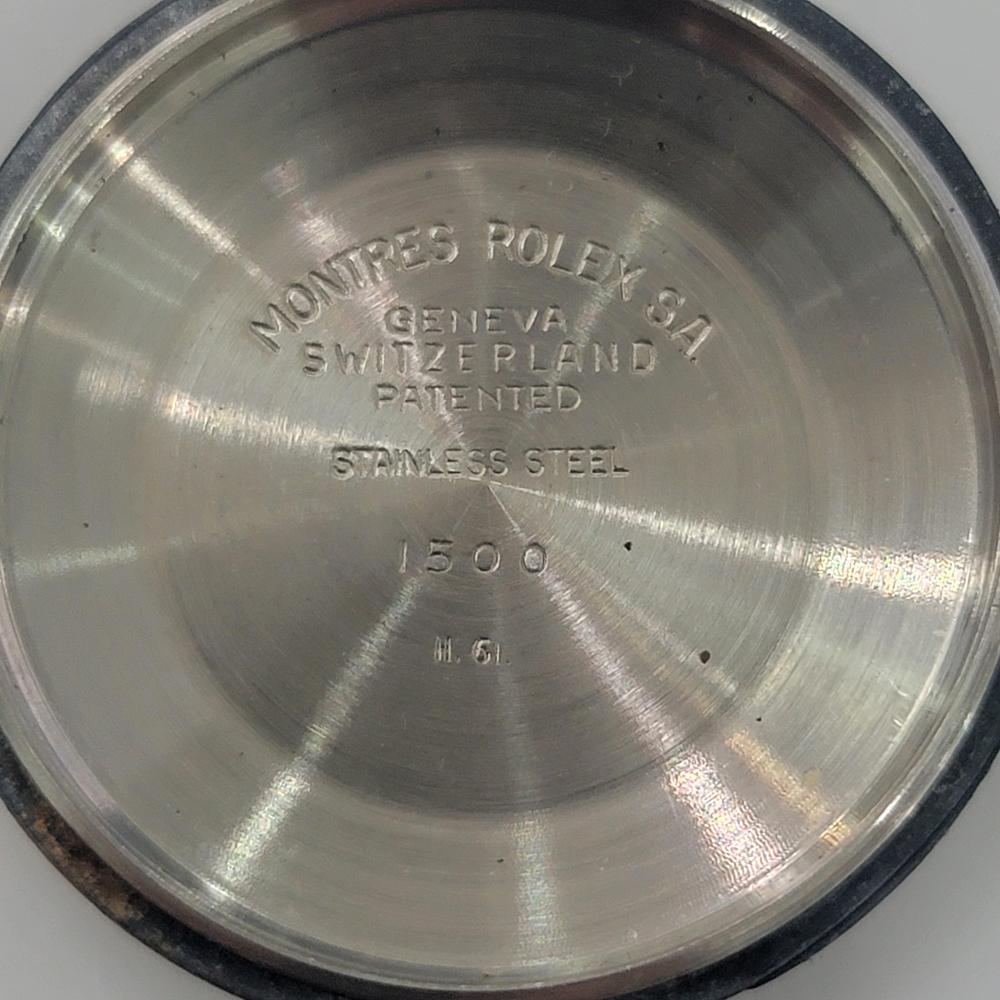 MONTRES ROLEX SA
GENEVA
SWITZERLAND
PATENTED
STAINLESS STEEL
1500
II. 61.